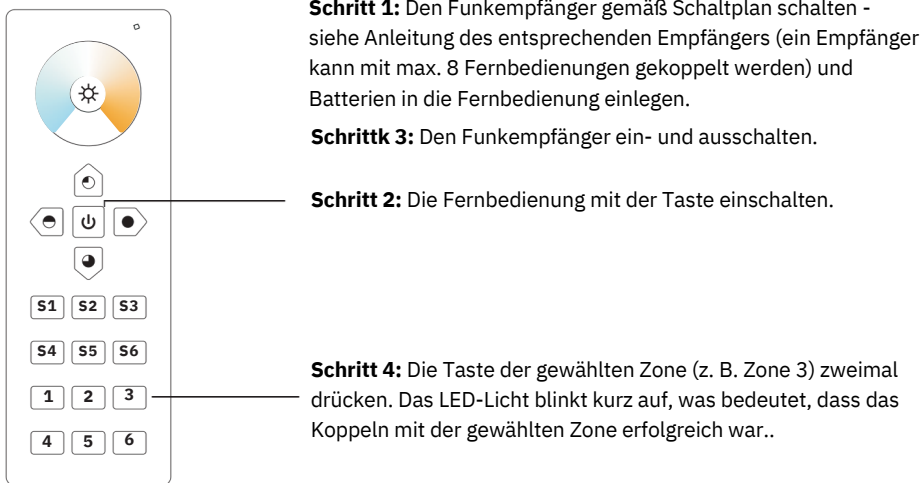 Schritt 1: Den Funkempfänger gemäß Schaltplan schalten -
siehe Anleitung des entsprechenden Empfängers (ein Empfänger
kann mit max. 8 Fernbedienungen gekoppelt werden) und
Batterien in die Fernbedienung einlegen.
Schrittk 3: Den Funkempfänger ein- und ausschalten.
Schritt 2: Die Fernbedienung mit der Taste einschalten.
S1 S2 S3
S4 S5 S6
1 2 3
4 5 6
Schritt 4: Die Taste der gewählten Zone (z. B. Zone 3) zweimal
drücken. Das LED-Licht blinkt kurz auf, was bedeutet, dass das
Koppeln mit der gewählten Zone erfolgreich war..